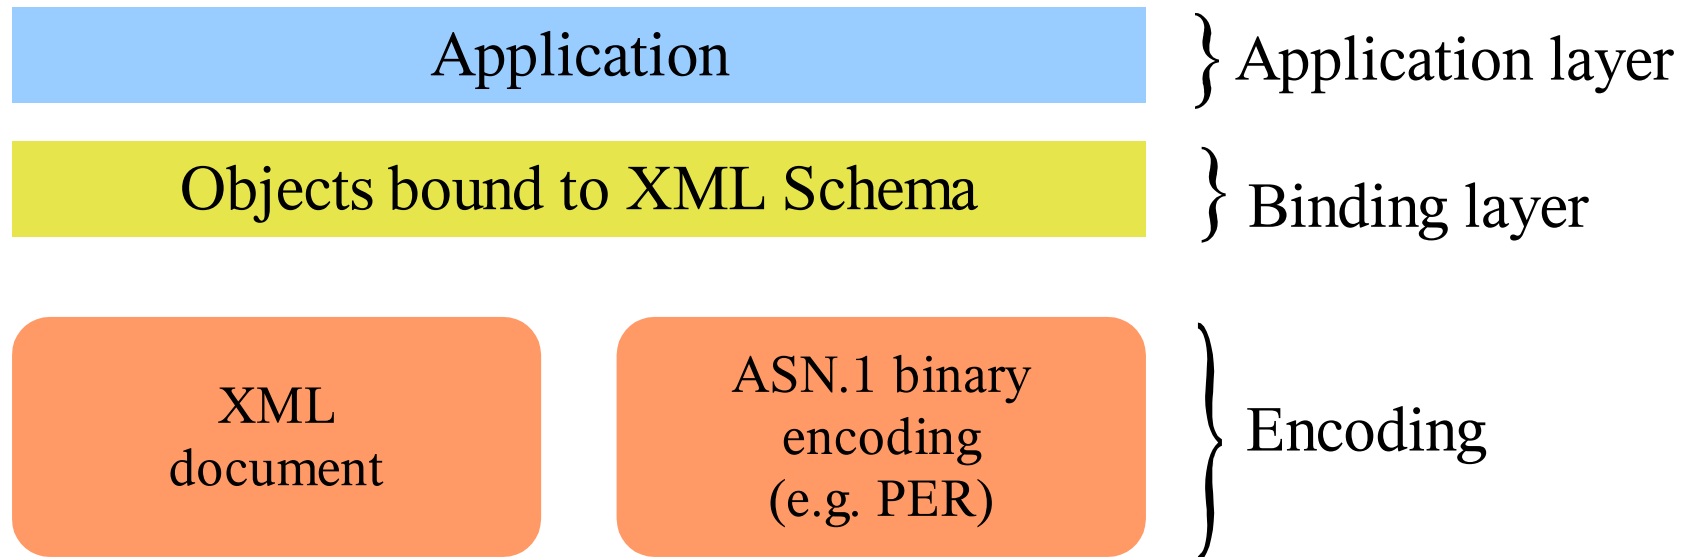 Application
Application layer
Objects bound to XML Schema
Binding layer
XML
document
ASN.1 binary
encoding
(e.g. PER)
Encoding